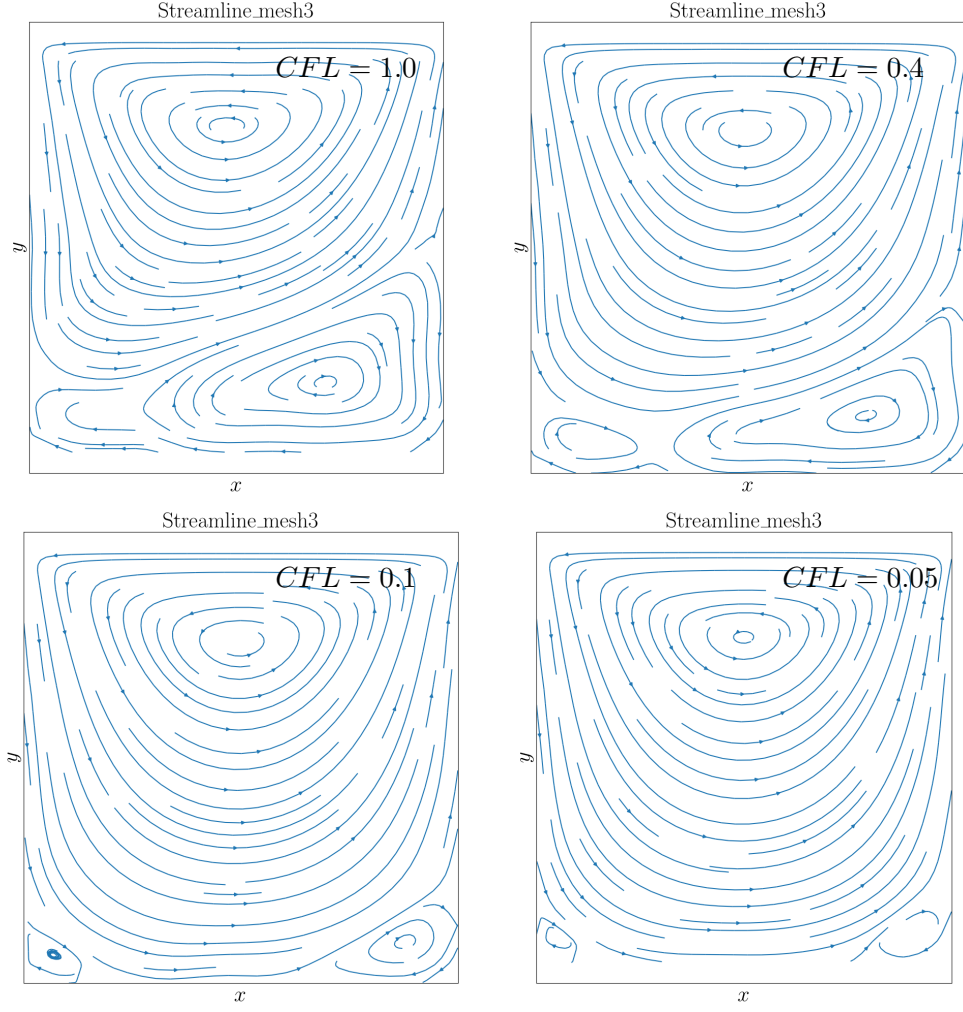 Streamline_mesh3
CFL = 1.0
y
x
Streamline_mesh3
CFL = 0.4
y
x
Streamline_mesh3
CFL = 0.1
y
x
Streamline_mesh3
CFL = 0.05
y
x